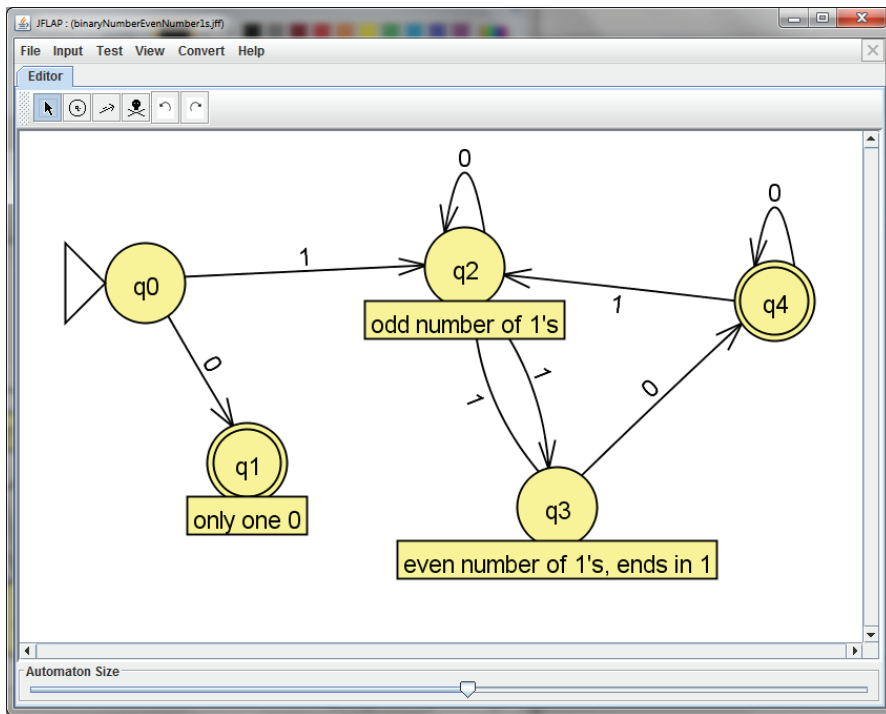 JFLAP : (binaryNumberEvenNumber1s.jff)
File Input Test View Convert Help
Editor
0
0
1
q2
q0
q4
1
odd number of 1's
0
1
1
0
q1
q3
only one 0
even number of 1's, ends in 1
Automaton Size